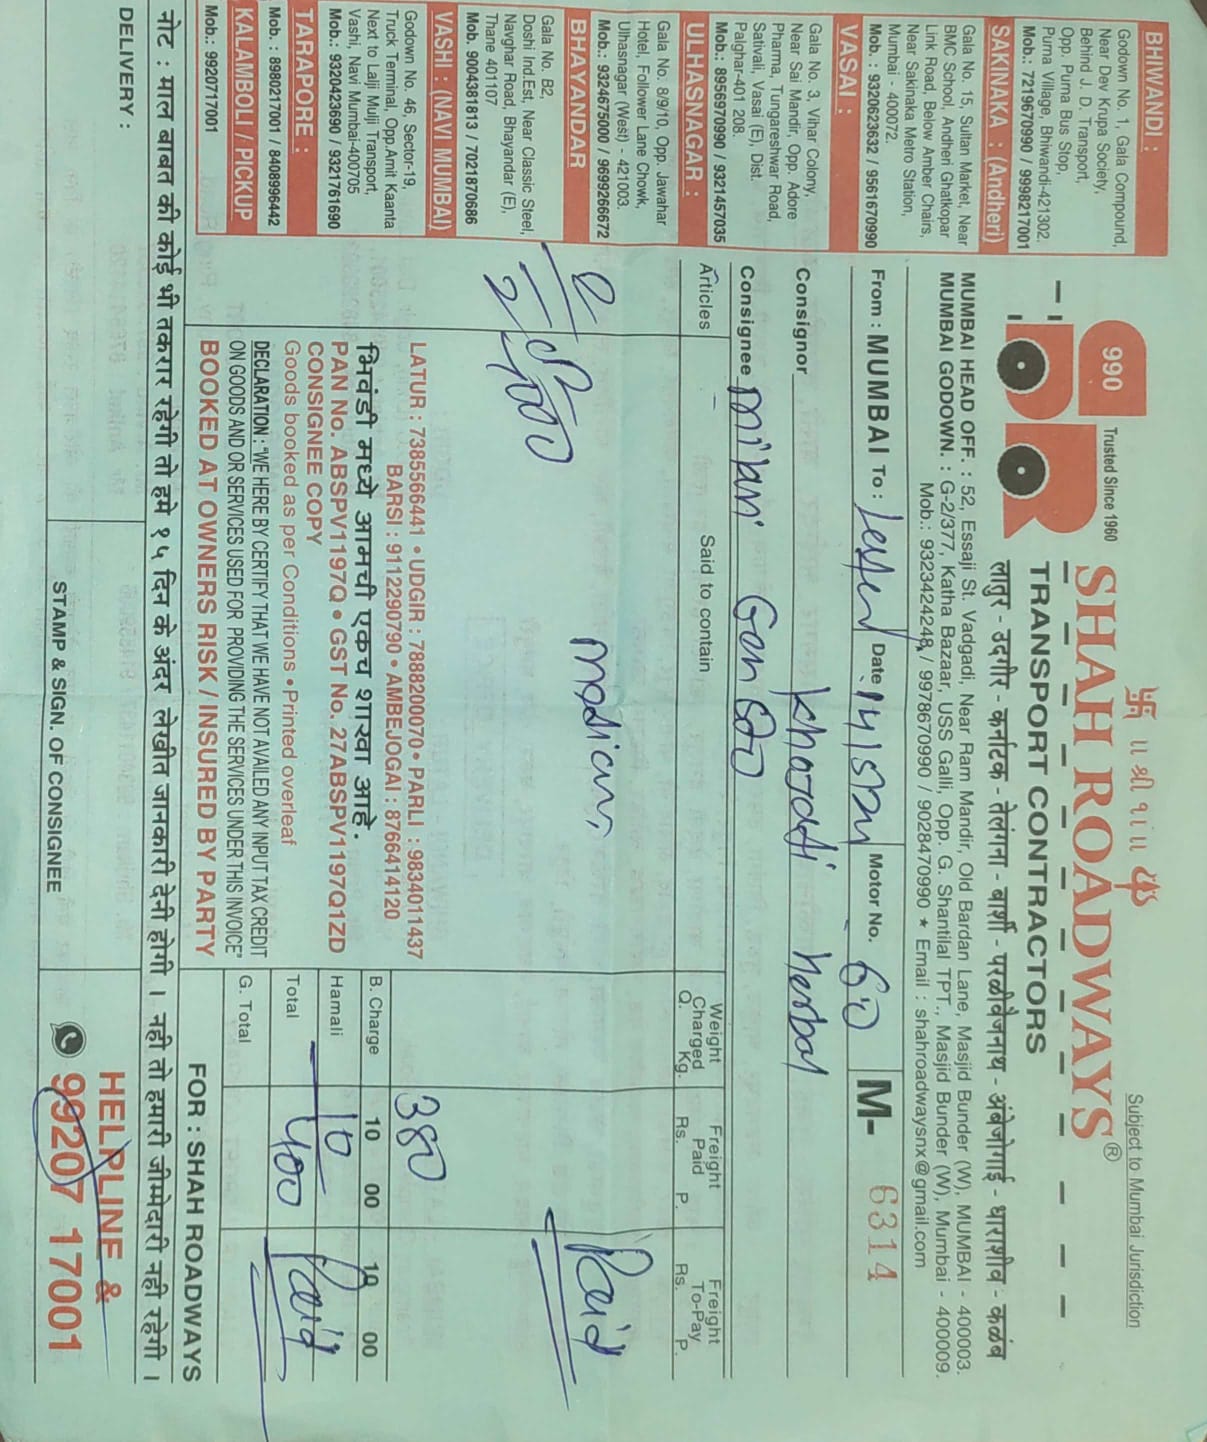 卐 ॥ श्री १ ॥ ॐ
Subject to Mumbai Jurisdiction
990
Trusted Since 1960
SHAH ROADWAYS®
TRANSPORT CONTRACTORS
लातुर - उदगीर - कर्नाटक - तेलंगना - बार्शी - परळीवैजनाथ - अंबेजोगाई - धाराशीव - कळंब
MUMBAI HEAD OFF. : 52, Essaji St. Vadgadi, Near Ram Mandir, Old Bardan Lane, Masjid Bunder (W), MUMBAI - 400003.
MUMBAI GODOWN. : G-2/377, Katha Bazaar, USS Galli, Opp. G. Shantilal TPT., Masjid Bunder (W), Mumbai - 400009.
Mob.: 9323424248, / 9978670990 / 9028470990 ★ Email : shahroadwaysnx@gmail.com
BHIWANDI :
Godown No. 1, Gala Compound,
Near Dev Krupa Society,
Behind J. D. Transport,
Opp. Purna Bus Stop,
Purna Village, Bhiwandi-421302.
Mob.: 7219670990 / 9998217001
SAKINAKA : (Andheri)
Gala No. 15, Sultan Market, Near
BMC School, Andheri Ghatkopar
Link Road, Below Amber Chairs,
Near Sakinaka Metro Station,
Mumbai - 400072.
Mob. : 9320623632 / 9561670990
VASAI :
Gala No. 3, Vihar Colony,
Near Sai Mandir, Opp. Adore
Pharma, Tungareshwar Road,
Sativali, Vasai (E), Dist.
Palghar-401 208.
Mob.: 8956970990 / 9321457035
ULHASNAGAR :
Gala No. 8/9/10, Opp. Jawahar
Hotel, Follower Lane Chowk,
Ulhasnagar (West) - 421003.
Mob.: 9324675000 / 9699266672
BHAYANDAR
Gala No. B2,
Doshi Ind.Est, Near Classic Steel,
Navghar Road, Bhayandar (E),
Thane 401107
Mob. 9004381813 / 7021870686
VASHI : (NAVI MUMBAI)
Godown No. 46, Sector-19,
Truck Terminal, Opp.Amit Kaanta
Next to Lalji Mulji Transport,
Vashi, Navi Mumbai-400705
Mob.: 9320423690 / 9321761690
TARAPORE :
Mob. : 8980217001 / 8408996442
KALAMBOLI / PICKUP
Mob.: 9920717001
From : MUMBAI To : Date 14/5/24 Motor No. 60 M- 6314
Consignor Khojati Herbal
Consignee Milan
Articles Said to contain Weight Charged Q. Kg. Freight Paid Rs. P. Freight To-Pay Rs. P.
Paid
380
LATUR : 7385566441 • UDGIR : 7888200070 • PARLI : 9834011437
BARSI : 9112290790 • AMBEJOGAI : 8766414120
भिवंडी मध्ये आमची एकच शाखा आहे.
PAN No. ABSPV1197Q • GST No. 27ABSPV1197Q1ZD
CONSIGNEE COPY
Goods booked as per Conditions • Printed overleaf
DECLARATION : "WE HERE BY CERTIFY THAT WE HAVE NOT AVAILED ANY INPUT TAX CREDIT
ON GOODS AND OR SERVICES USED FOR PROVIDING THE SERVICES UNDER THIS INVOICE"
BOOKED AT OWNERS RISK / INSURED BY PARTY
B. Charge 10 00 10 00
Hamali 10
Total 400 Paid
G. Total
FOR : SHAH ROADWAYS
नोट : माल बाबत की कोई भी तकरार रहेगी तो हमे १५ दिन के अंदर लेखीत जानकारी देनी होगी । नही तो हमारी जीम्मेदारी नही रहेगी ।
DELIVERY :
STAMP & SIGN. OF CONSIGNEE
HELPLINE &
99207 17001